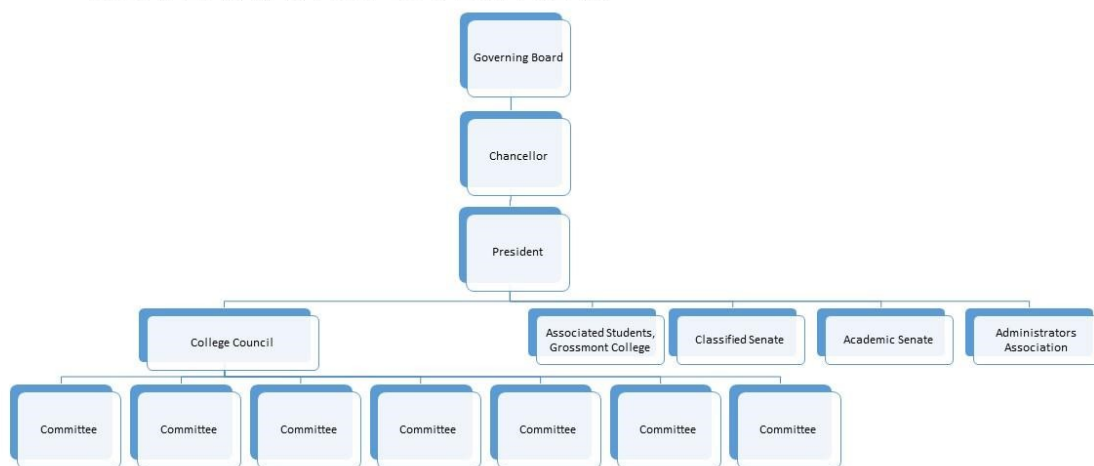 Governing Board
Chancellor
President
College Council
Associated Students,
Grossmont College
Classified Senate
Academic Senate
Administrators
Association
Committee
Committee
Committee
Committee
Committee
Committee
Committee